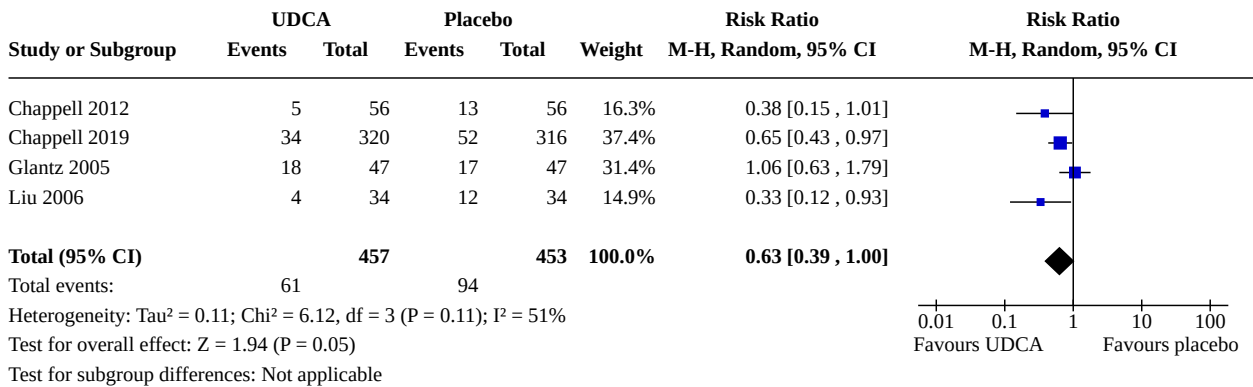 UDCA Placebo Risk Ratio Risk Ratio
Study or Subgroup Events Total Events Total Weight M-H, Random, 95% CI M-H, Random, 95% CI
Chappell 2012 5 56 13 56 16.3% 0.38 [0.15 , 1.01]
Chappell 2019 34 320 52 316 37.4% 0.65 [0.43 , 0.97]
Glantz 2005 18 47 17 47 31.4% 1.06 [0.63 , 1.79]
Liu 2006 4 34 12 34 14.9% 0.33 [0.12 , 0.93]
Total (95% CI) 457 453 100.0% 0.63 [0.39 , 1.00]
Total events: 61 94
Heterogeneity: Tau² = 0.11; Chi² = 6.12, df = 3 (P = 0.11); I² = 51%
0.01 0.1 1 10 100
Test for overall effect: Z = 1.94 (P = 0.05) Favours UDCA Favours placebo
Test for subgroup differences: Not applicable